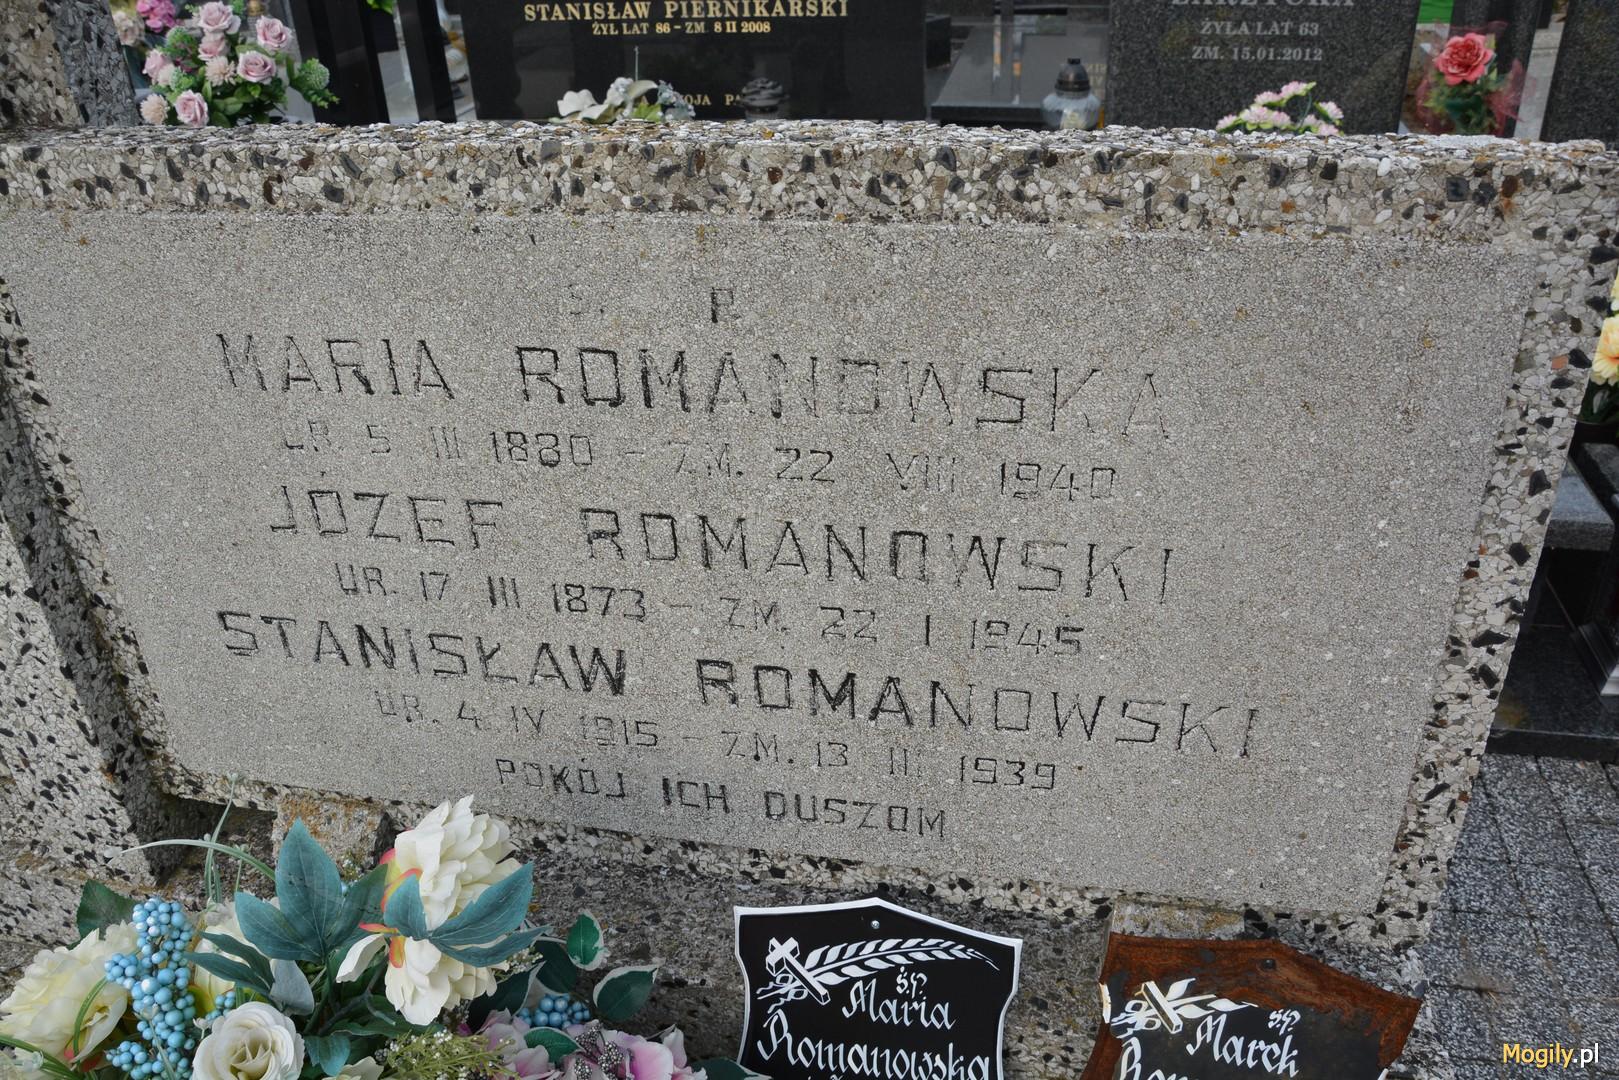 STANISŁAW PIERNIKARSKI
ŻYŁ LAT 86 - ZM. 8 II 2008
ŻYŁA LAT 63
ZM. 15.01.2012
Ś. P.
MARIA ROMANOWSKA
UR. 5 III 1880 - ZM. 22 VIII 1940
JÓZEF ROMANOWSKI
UR. 17 III 1873 - ZM. 22 I 1945
STANISŁAW ROMANOWSKI
UR. 4 IV 1915 - ZM. 13 III 1939
POKÓJ ICH DUSZOM
Ś.P.
Maria
Romanowska
Ś.P.
Marek
Mogily.pl